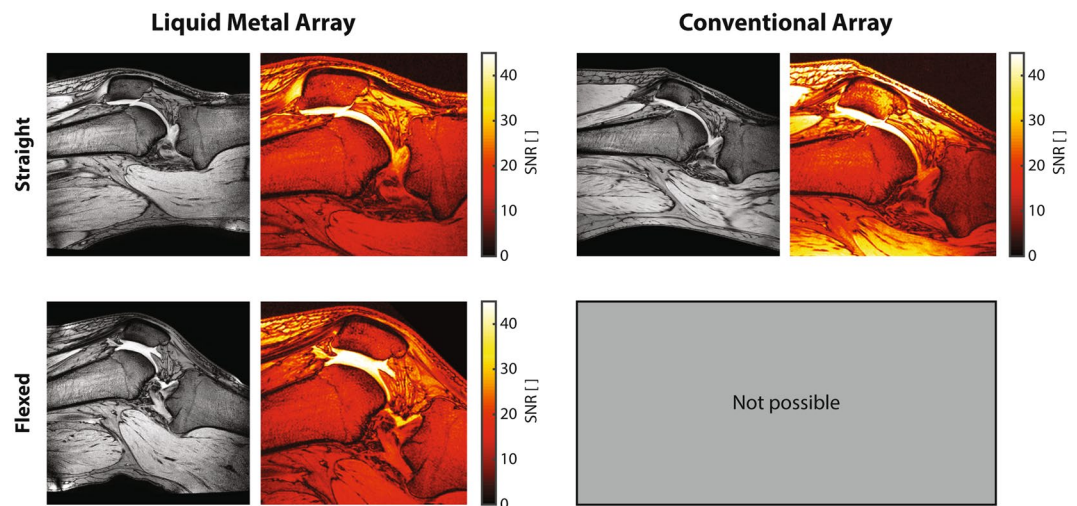 Liquid Metal Array
Conventional Array
Straight
40
30
20
10
0
SNR [ ]
40
30
20
10
0
SNR [ ]
Flexed
40
30
20
10
0
SNR [ ]
Not possible